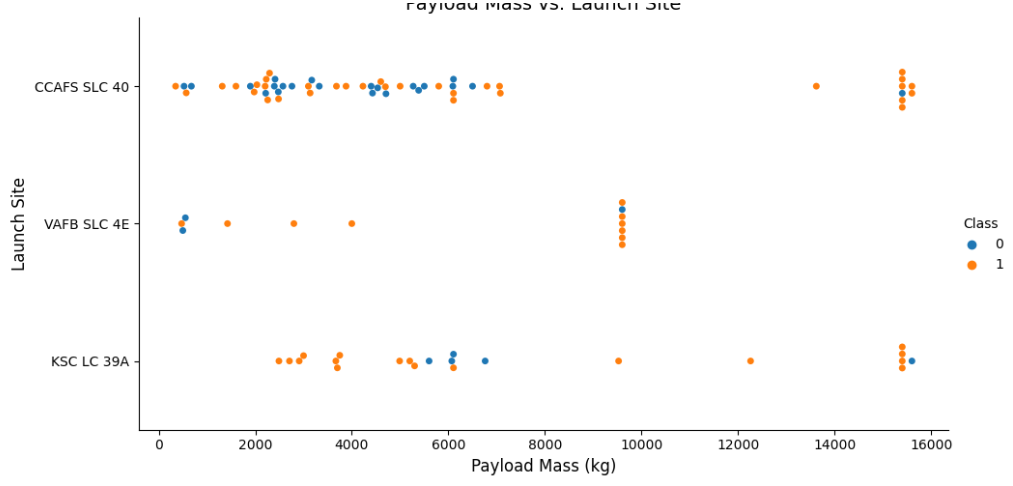 Payload Mass vs. Launch Site
CCAFS SLC 40
VAFB SLC 4E
KSC LC 39A
Launch Site
0 2000 4000 6000 8000 10000 12000 14000 16000
Payload Mass (kg)
Class
0
1